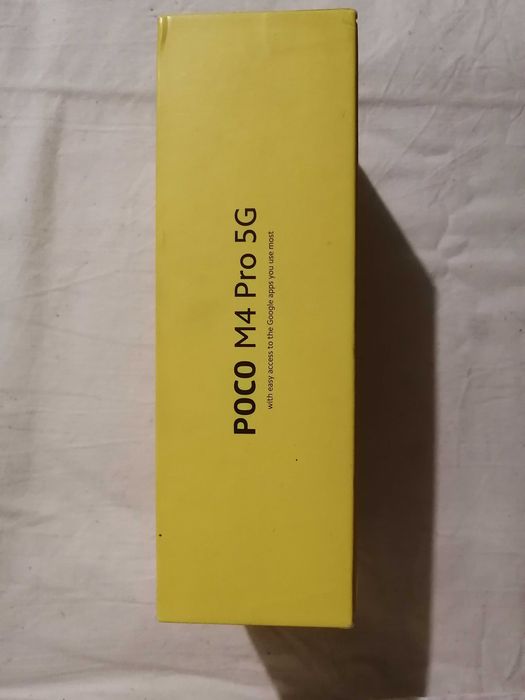 POCO M4 Pro 5G
with easy access to the Google apps you use most